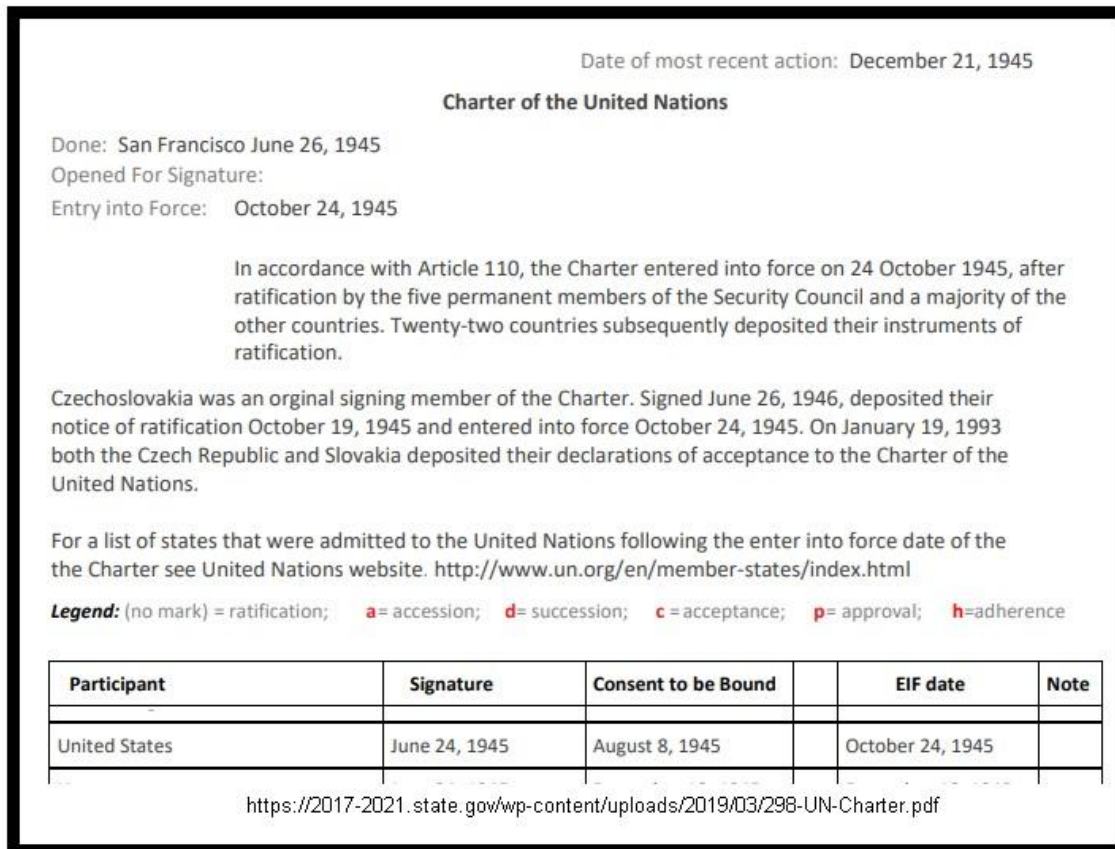 Date of most recent action: December 21, 1945
Charter of the United Nations
Done: San Francisco June 26, 1945
Opened For Signature:
Entry into Force: October 24, 1945
In accordance with Article 110, the Charter entered into force on 24 October 1945, after
ratification by the five permanent members of the Security Council and a majority of the
other countries. Twenty-two countries subsequently deposited their instruments of
ratification.
Czechoslovakia was an orginal signing member of the Charter. Signed June 26, 1946, deposited their
notice of ratification October 19, 1945 and entered into force October 24, 1945. On January 19, 1993
both the Czech Republic and Slovakia deposited their declarations of acceptance to the Charter of the
United Nations.
For a list of states that were admitted to the United Nations following the enter into force date of the
the Charter see United Nations website. http://www.un.org/en/member-states/index.html
Legend: (no mark) = ratification; a= accession; d= succession; c =acceptance; p= approval; h=adherence
Participant Signature Consent to be Bound EIF date Note
United States June 24, 1945 August 8, 1945 October 24, 1945
https://2017-2021.state.gov/wp-content/uploads/2019/03/298-UN-Charter.pdf